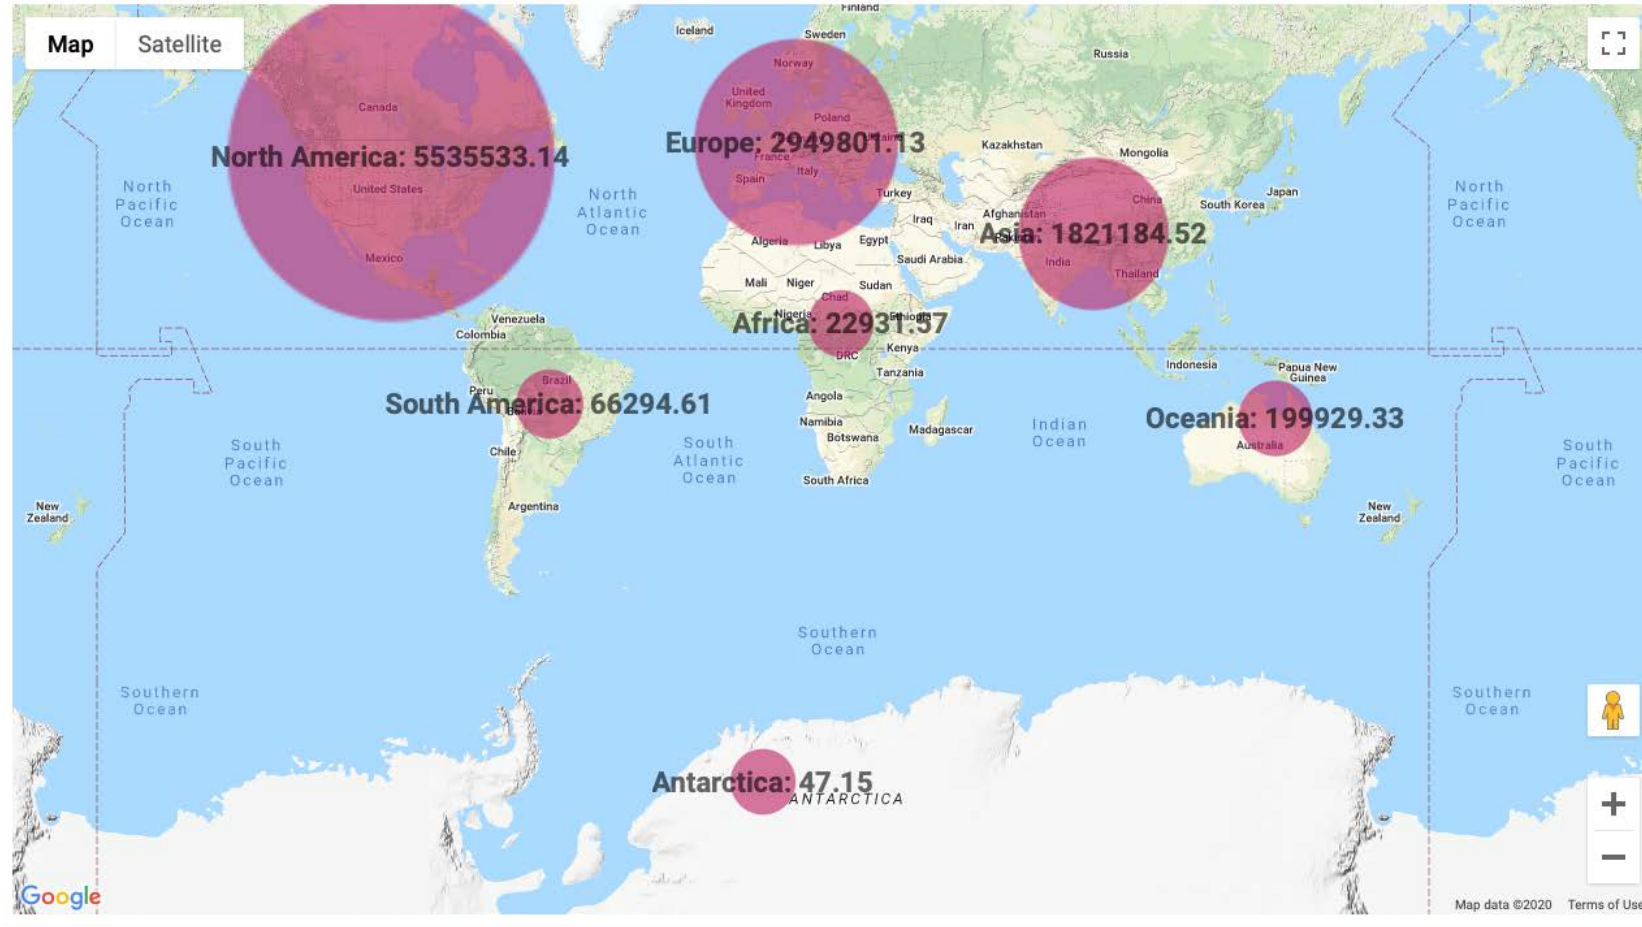 Map Satellite
Finland
Iceland
Sweden
Norway
Russia
Canada
United
Kingdom
Poland
Europe: 2949801.13
North America: 5535533.14
France
Italy
Spain
Kazakhstan
Mongolia
United States
North
Pacific
Ocean
North
Atlantic
Ocean
Turkey
China
Japan
South Korea
North
Pacific
Ocean
Afghanistan
Iraq
Iran
Asia: 1821184.52
Algeria
Libya
Egypt
Mexico
Saudi Arabia
India
Thailand
Mali
Niger
Sudan
Chad
Nigeria
Ethiopia
Africa: 22931.57
Venezuela
Colombia
DRC
Kenya
Tanzania
Indonesia
Papua New
Guinea
Brazil
Peru
South America: 66294.61
Angola
Namibia
Botswana
Madagascar
Indian
Ocean
Oceania: 199929.33
Australia
South
Pacific
Ocean
Chile
South
Atlantic
Ocean
South Africa
South
Pacific
Ocean
New
Zealand
Argentina
New
Zealand
Southern
Ocean
Southern
Ocean
Southern
Ocean
Antarctica: 47.15
ANTARCTICA
Google
Map data ©2020 Terms of Use